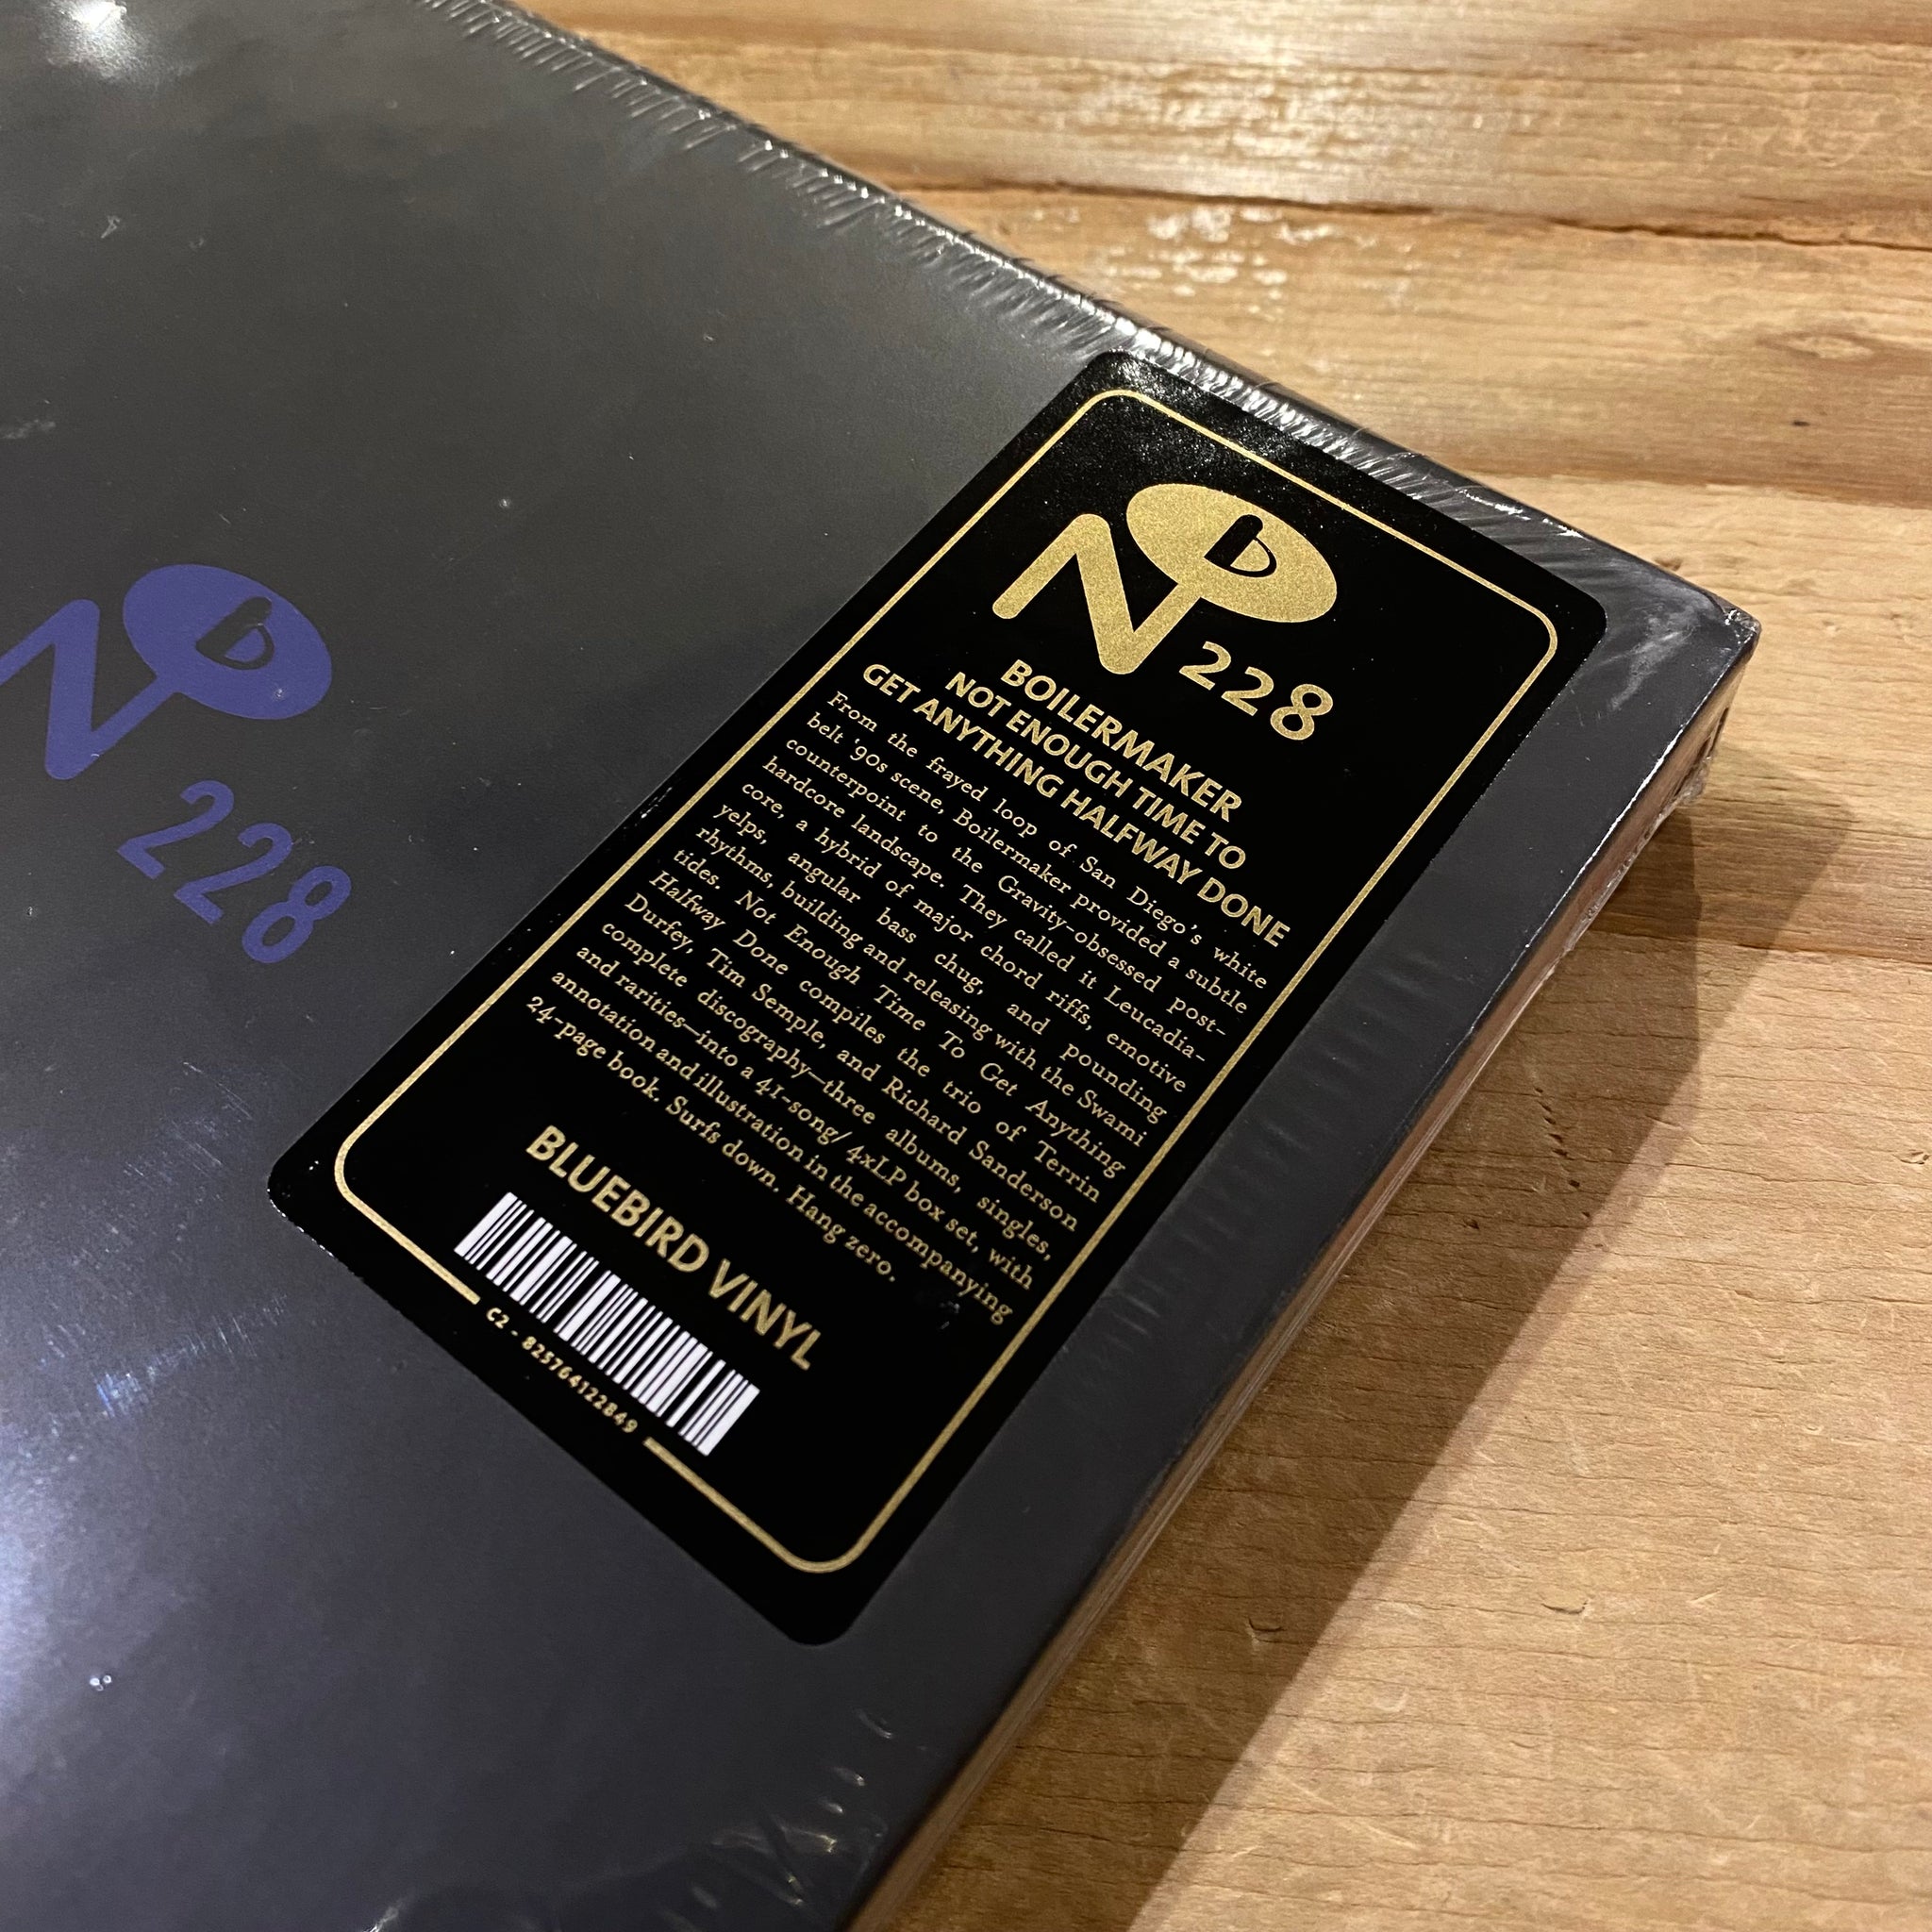 N b 228
N b 228
BOILERMAKER
NOT ENOUGH TIME TO
GET ANYTHING HALFWAY DONE
From the frayed loop of San Diego's white
belt '90s scene, Boilermaker provided a subtle
counterpoint to the Gravity-obsessed post-
hardcore landscape. They called it Leucadia-
core, a hybrid of major chord riffs, emotive
yelps, angular bass chug, and pounding
rhythms, building and releasing with the Swami
tides. Not Enough Time To Get Anything
Halfway Done compiles the trio of Terrin
Durfey, Tim Semple, and Richard Sanderson
complete discography—three albums, singles,
and rarities—into a 41-song/ 4xLP box set, with
annotation and illustration in the accompanying
24-page book. Surfs down. Hang zero.
BLUEBIRD VINYL
C2 - 825764122849